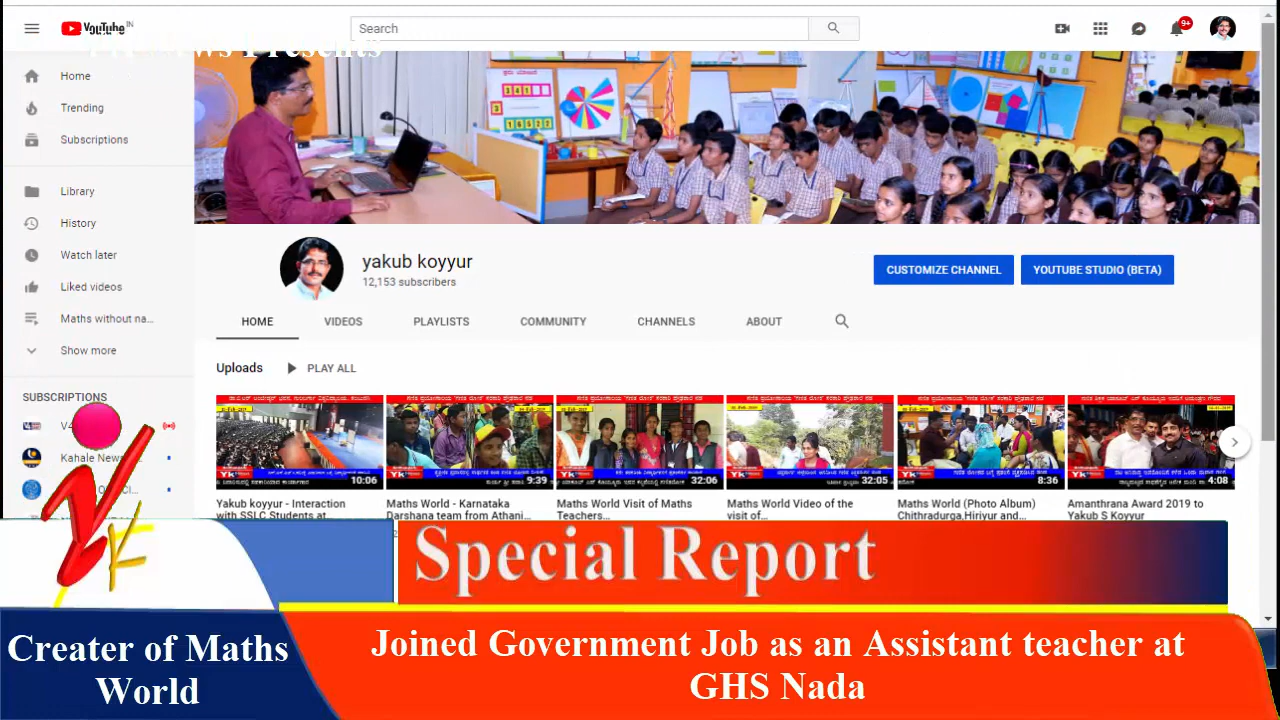 YouTube IN
Search
9+
News Presents
Home
Trending
Subscriptions
Library
History
Watch later
Liked videos
Maths without na...
Show more
SUBSCRIPTIONS
Kahale News
yakub koyyur
12,153 subscribers
CUSTOMIZE CHANNEL
YOUTUBE STUDIO (BETA)
HOME
VIDEOS
PLAYLISTS
COMMUNITY
CHANNELS
ABOUT
Uploads
PLAY ALL
10:06
9:39
32:06
32:05
8:36
4:08
Yakub koyyur - Interaction
with SSLC Students at
Maths World - Karnataka
Darshana team from Athani
Maths World Visit of Maths
Teachers...
Maths World Video of the
visit of...
Maths World (Photo Album)
Chithradurga,Hiriyur and...
Amanthrana Award 2019 to
Yakub S Koyyur
Special Report
Creater of Maths
World
Joined Government Job as an Assistant teacher at
GHS Nada